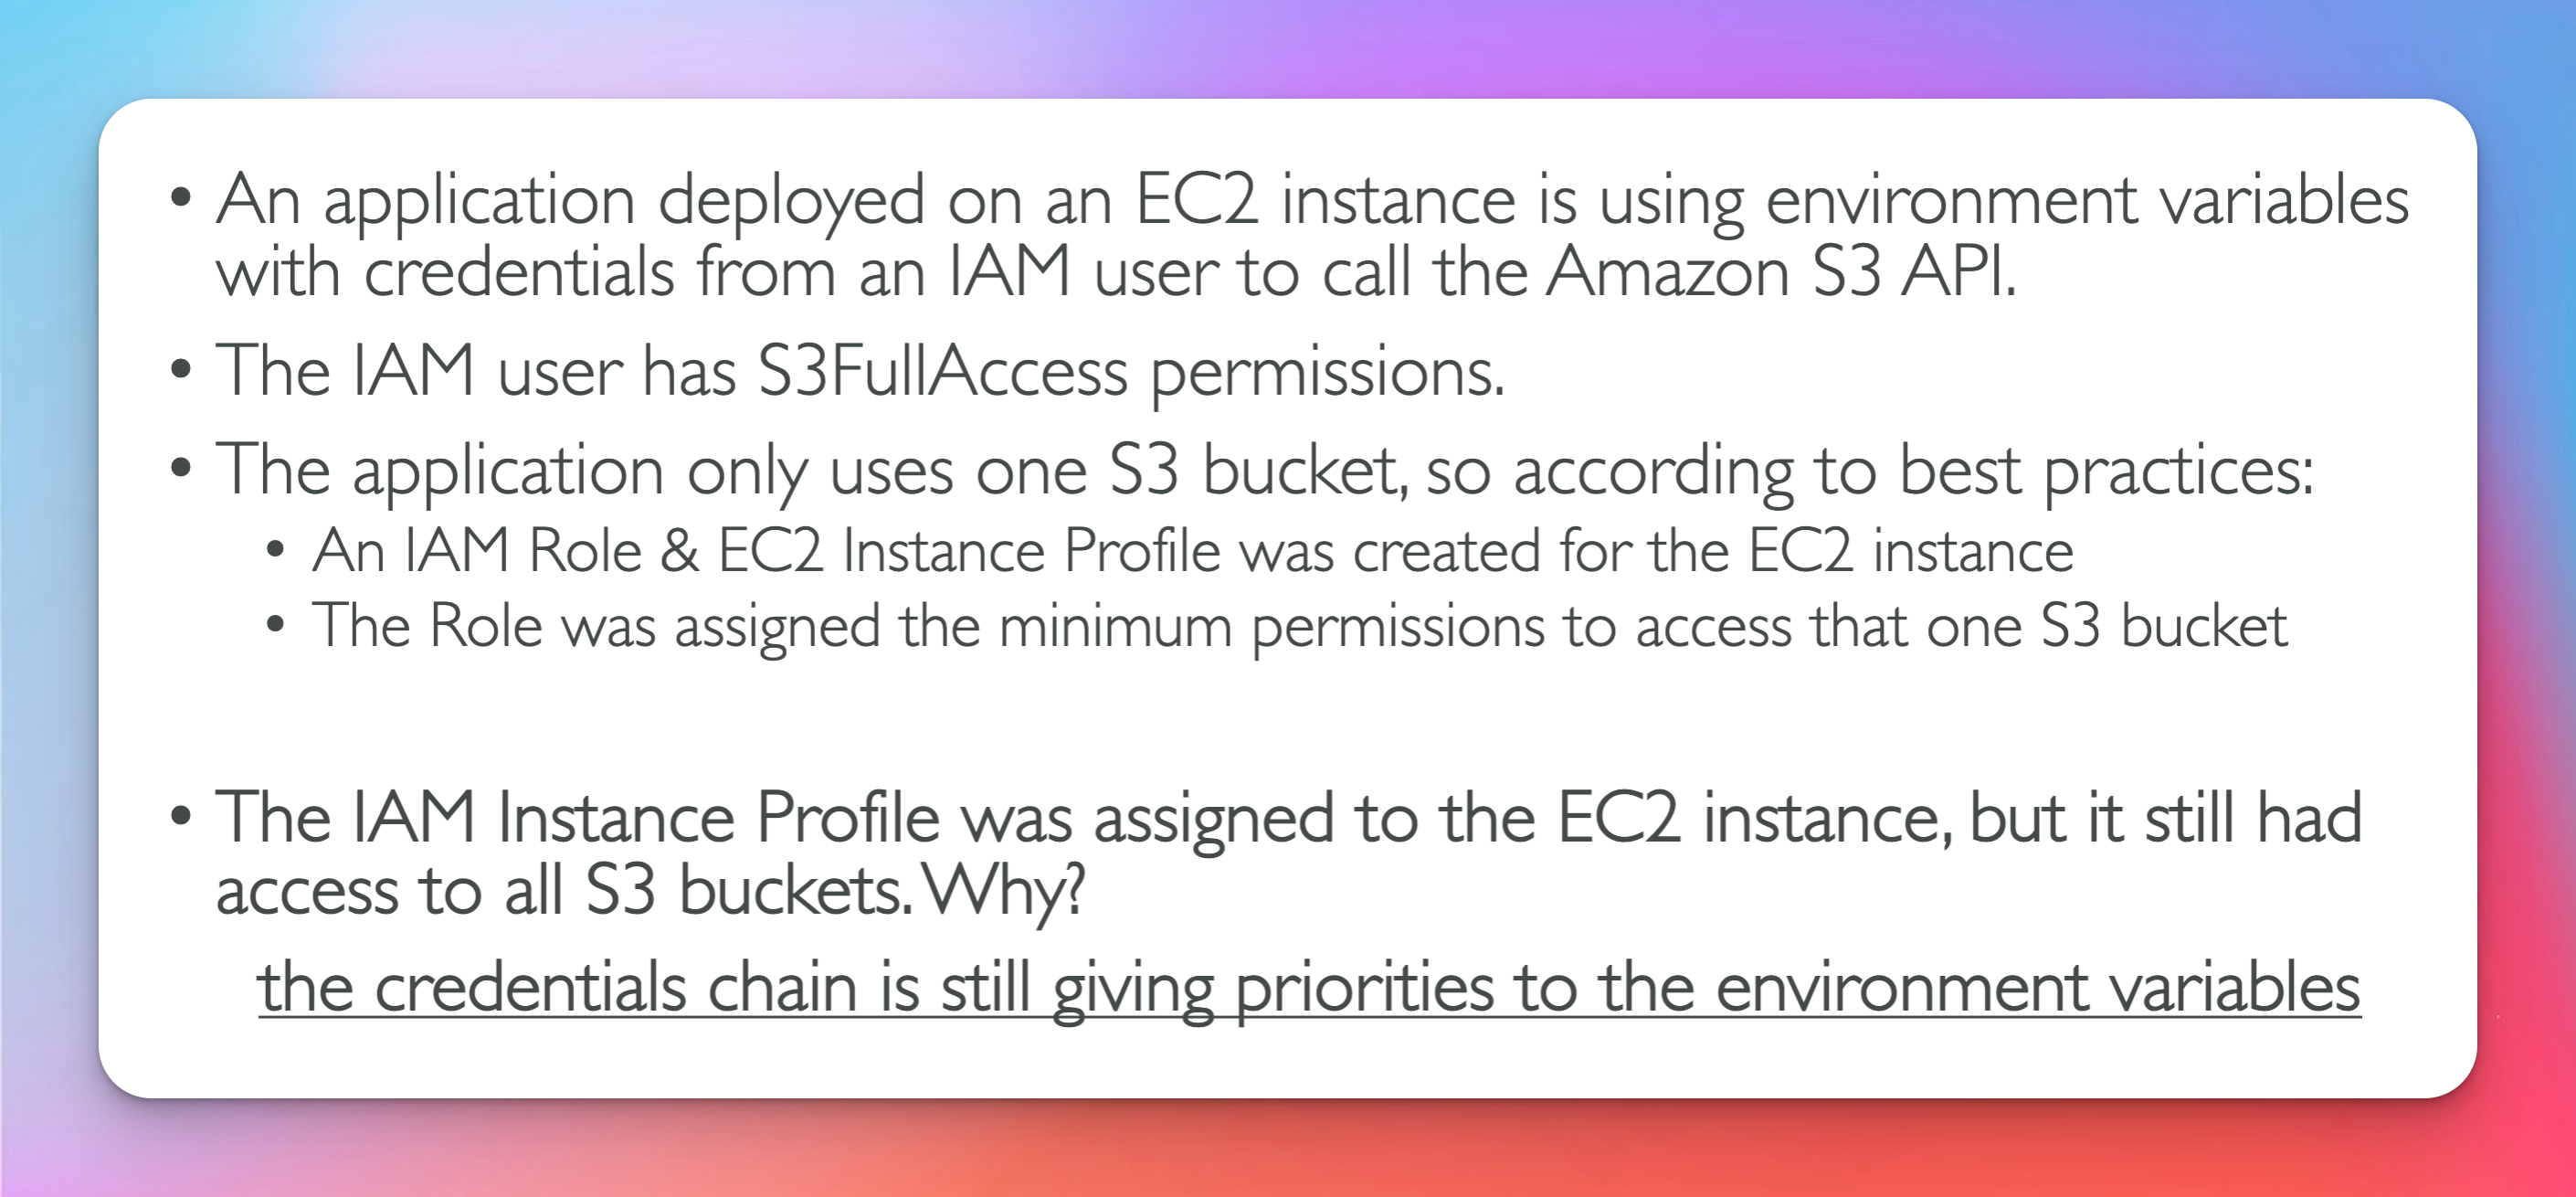 • An application deployed on an EC2 instance is using environment variables
with credentials from an IAM user to call the Amazon S3 API.
• The IAM user has S3FullAccess permissions.
• The application only uses one S3 bucket, so according to best practices:
• An IAM Role & EC2 Instance Profile was created for the EC2 instance
• The Role was assigned the minimum permissions to access that one S3 bucket
• The IAM Instance Profile was assigned to the EC2 instance, but it still had
access to all S3 buckets. Why?
the credentials chain is still giving priorities to the environment variables